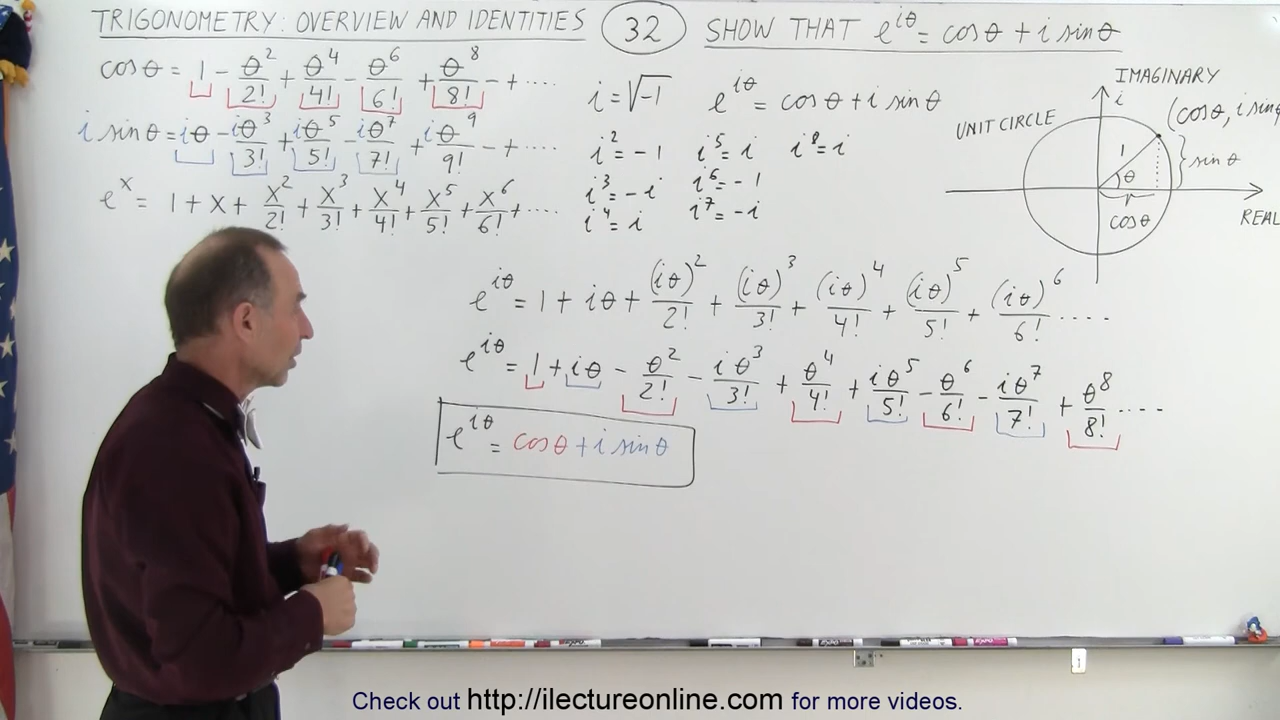 TRIGONOMETRY: OVERVIEW AND IDENTITIES 32 SHOW THAT e^{iθ} = cosθ + i sinθ
cosθ = 1 - θ²/2! + θ⁴/4! - θ⁶/6! + θ⁸/8! - + ....
i sinθ = iθ - iθ³/3! + iθ⁵/5! - iθ⁷/7! + iθ⁹/9! - + ....
e^x = 1 + x + x²/2! + x³/3! + x⁴/4! + x⁵/5! + x⁶/6! + ....
i = √-1 e^{iθ} = cosθ + i sinθ
i² = -1 i⁵ = i i⁸ = i
i³ = -i i⁶ = -1
i⁴ = i i⁷ = -i
IMAGINARY
i
(cosθ, i sinθ
UNIT CIRCLE
1
sinθ
θ
cosθ
REAL
e^{iθ} = 1 + iθ + (iθ)²/2! + (iθ)³/3! + (iθ)⁴/4! + (iθ)⁵/5! + (iθ)⁶/6! ....
e^{iθ} = 1 + iθ - θ²/2! - iθ³/3! + θ⁴/4! + iθ⁵/5! - θ⁶/6! - iθ⁷/7! + θ⁸/8! ....
e^{iθ} = cosθ + i sinθ
Check out http://ilectureonline.com for more videos.